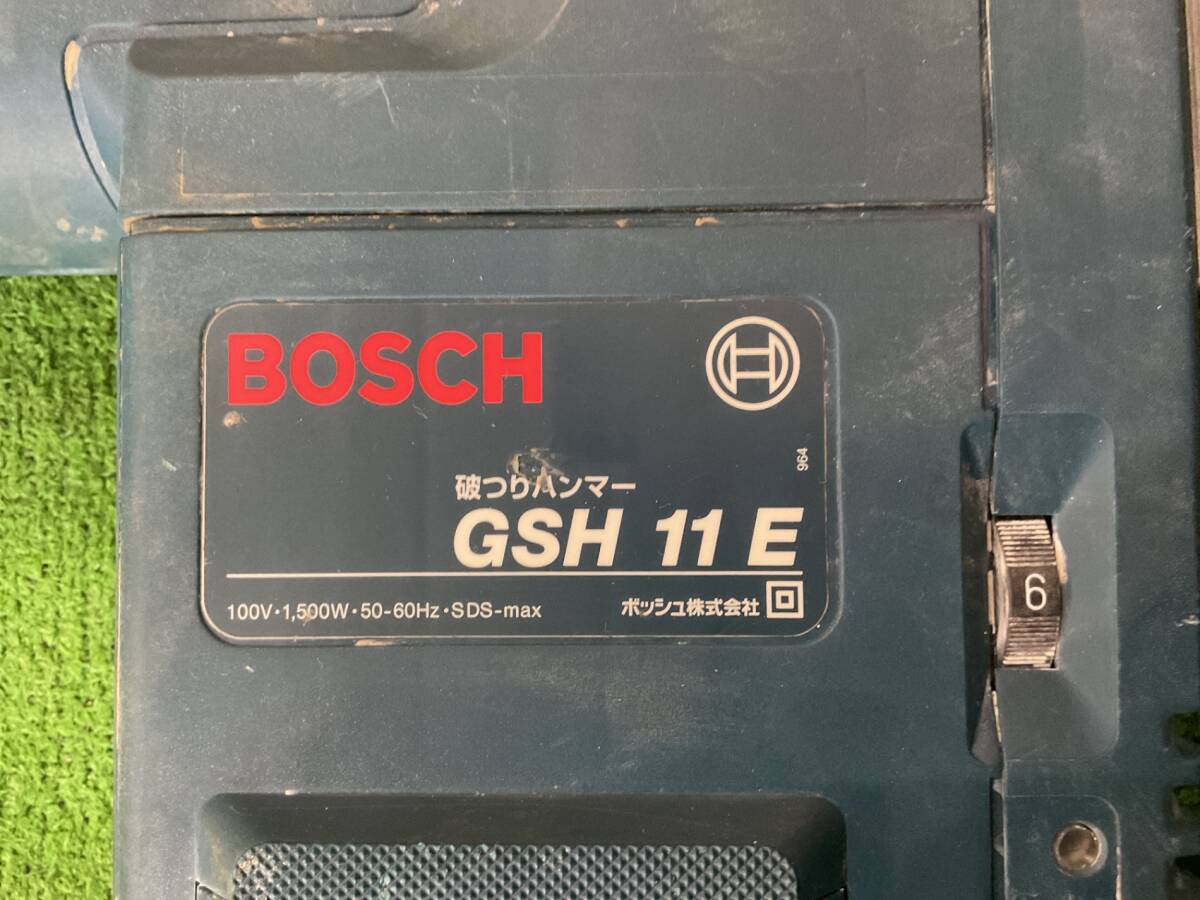 BOSCH
964
破つりハンマー
GSH 11 E
100V・1,500W・50-60Hz・SDS-max
ボッシュ株式会社
6